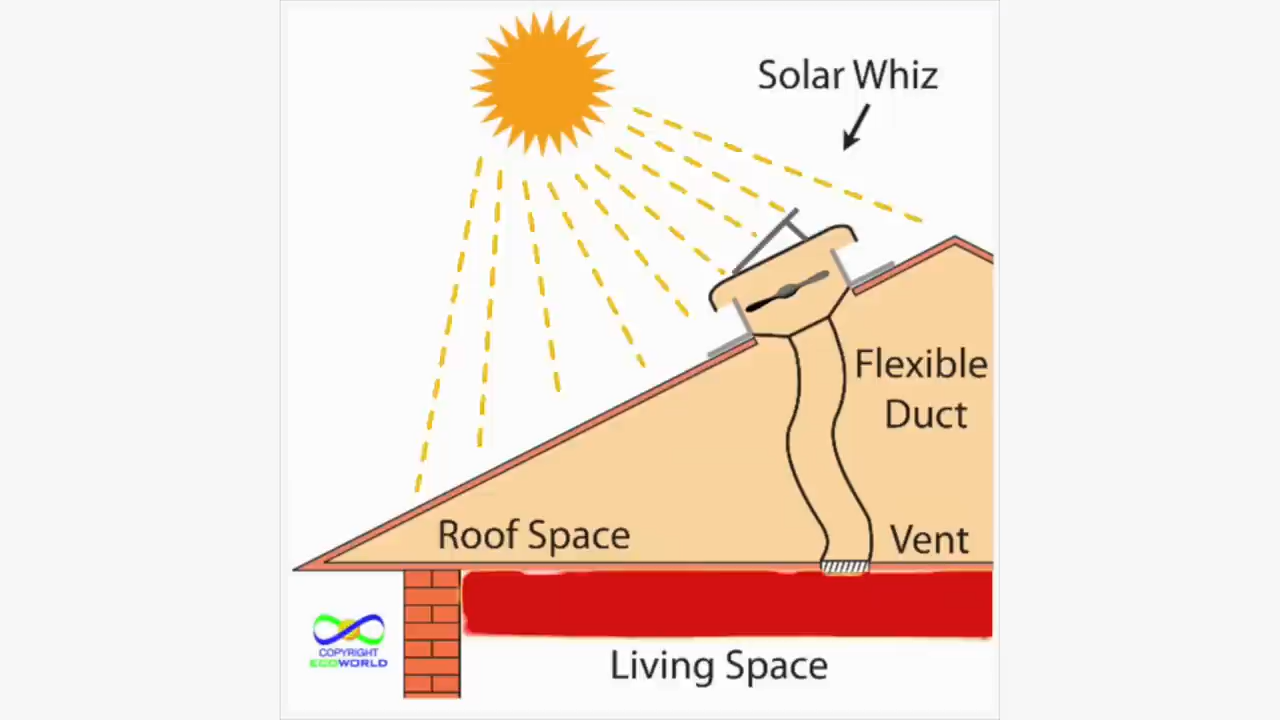 Solar Whiz
Flexible
Duct
Roof Space
Vent
COPYRIGHT
ECOWORLD
Living Space